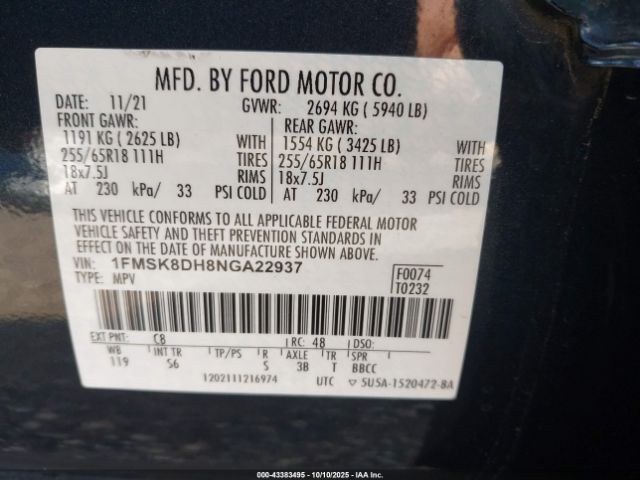 MFD. BY FORD MOTOR CO.
DATE: 11/21 GVWR: 2694 KG ( 5940 LB)
FRONT GAWR: REAR GAWR:
1191 KG ( 2625 LB) WITH 1554 KG ( 3425 LB) WITH
255/65R18 111H TIRES 255/65R18 111H TIRES
18x7.5J RIMS 18x7.5J RIMS
AT 230 kPa/ 33 PSI COLD AT 230 kPa/ 33 PSI COLD
THIS VEHICLE CONFORMS TO ALL APPLICABLE FEDERAL MOTOR
VEHICLE SAFETY AND THEFT PREVENTION STANDARDS IN
EFFECT ON THE DATE OF MANUFACTURE SHOWN ABOVE.
VIN: 1FMSK8DH8NGA22937 F0074
TYPE: MPV T0232
EXT PNT: C8 RC: 48 DSO:
WB INT TR TP/PS R AXLE TR SPR
119 S6 S 3B T BBCC
1202111216974 UTC 5U5A-1520472-8A
000-43383495 - 10/10/2025 - IAA Inc.